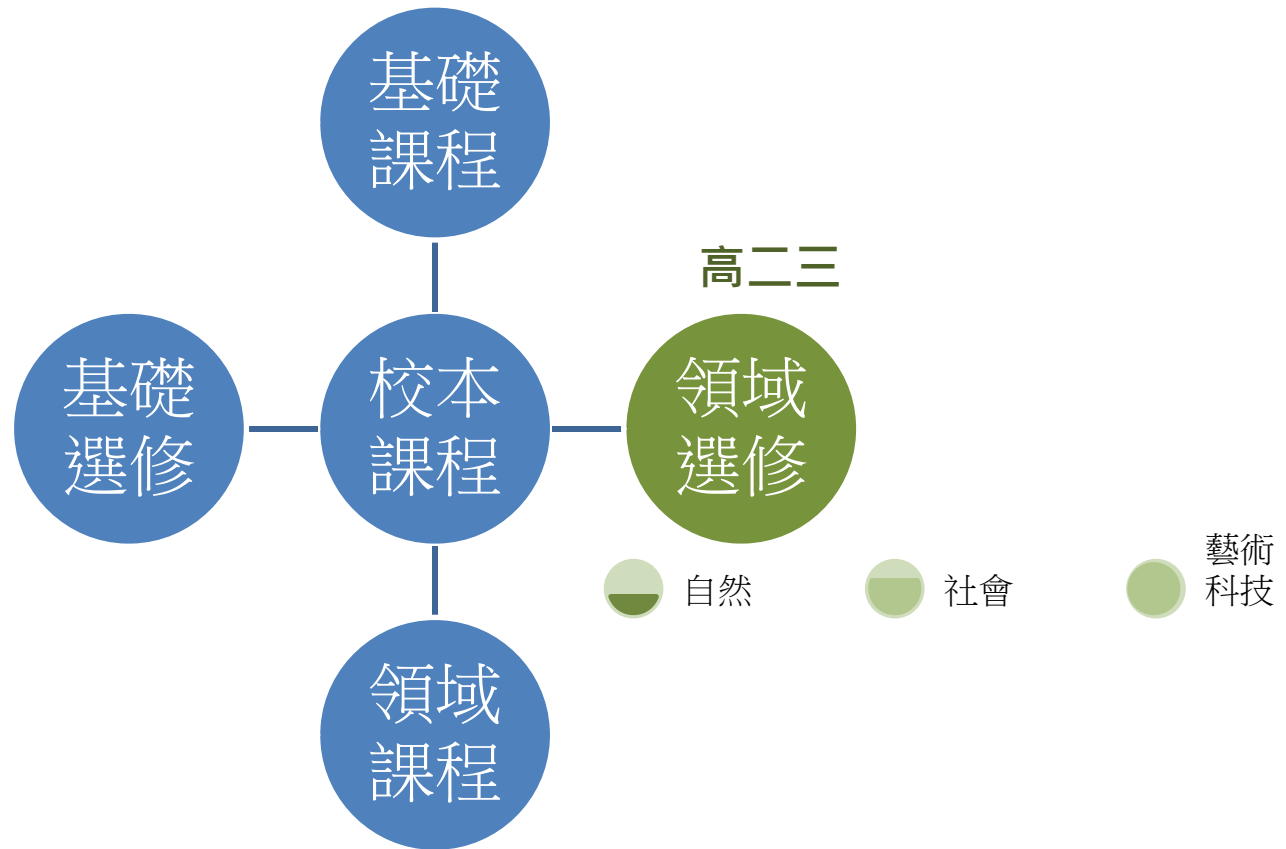 基礎
課程
高二三
基礎
選修
校本
課程
領域
選修
自然
社會
藝術
科技
領域
課程